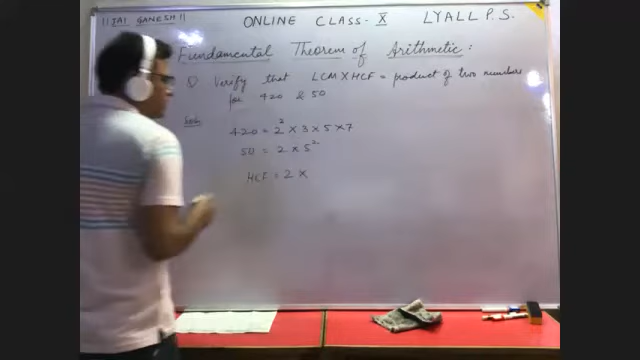 ||JAI GANESH|| ONLINE CLASS-X LYALL P.S.
Fundamental Theorem of Arithmetic:
Q Verify that LCM X HCF = product of two numbers
for 420 & 50
Soln
420 = 2² × 3 × 5 × 7
50 = 2 × 5²
HCF = 2 ×